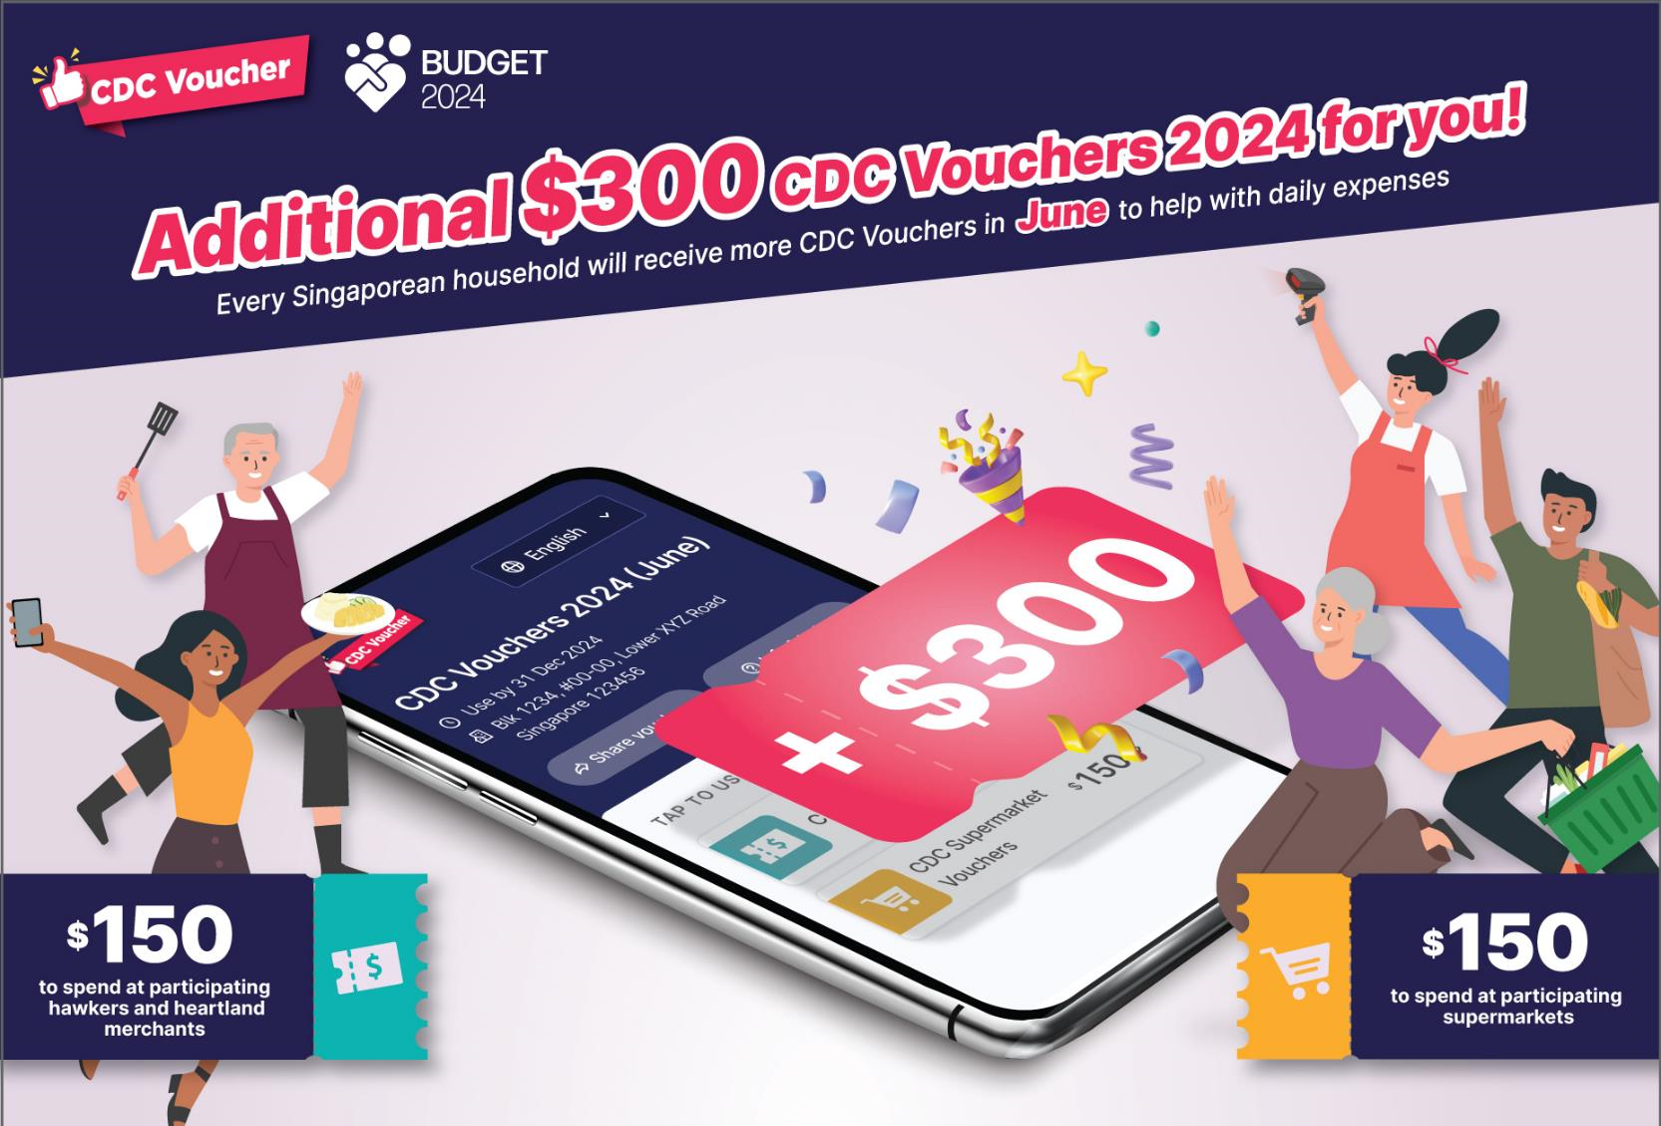 CDC Voucher
BUDGET
2024
Additional $300 CDC Vouchers 2024 for you!
Every Singaporean household will receive more CDC Vouchers in June to help with daily expenses
English
CDC Voucher
CDC Vouchers 2024 (June)
Use by 31 Dec 2024
Blk 1234, #00-00, Lower XYZ Road
Singapore 123456
Share
+ $300
TAP TO
CDC Supermarket
Vouchers
$150
$150
to spend at participating
hawkers and heartland
merchants
$
$150
to spend at participating
supermarkets